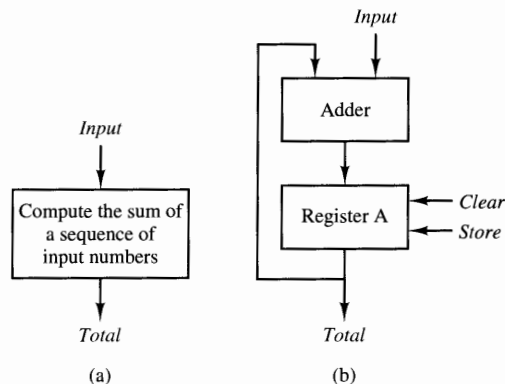 Input
Compute the sum of
a sequence of
input numbers
Total
(a)
Input
Adder
Register A
Clear
Store
Total
(b)